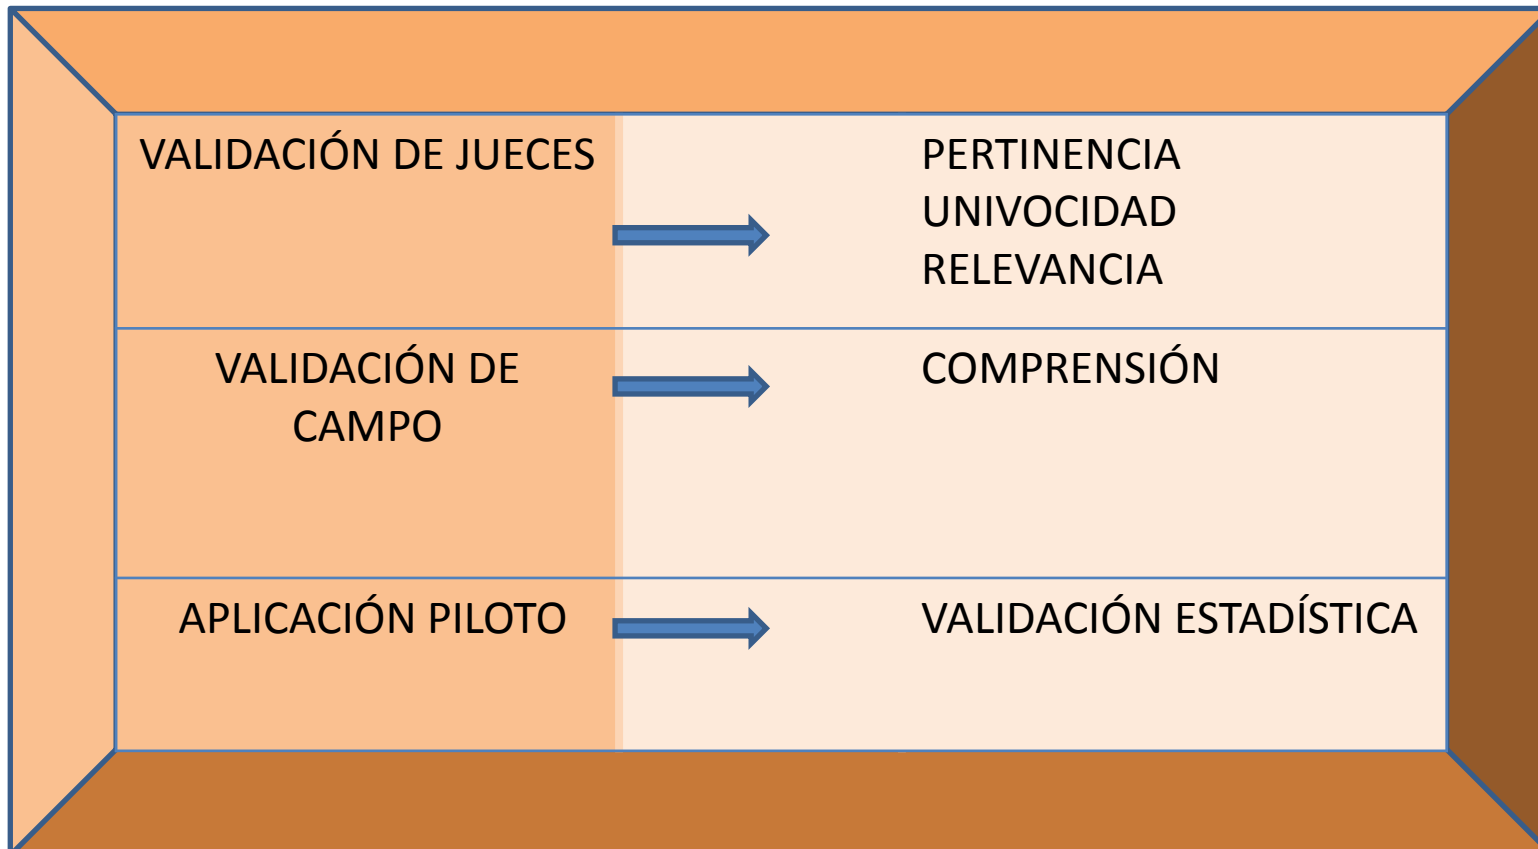 VALIDACIÓN DE JUECES
PERTINENCIA
UNIVOCIDAD
RELEVANCIA
VALIDACIÓN DE
CAMPO
COMPRENSIÓN
APLICACIÓN PILOTO
VALIDACIÓN ESTADÍSTICA